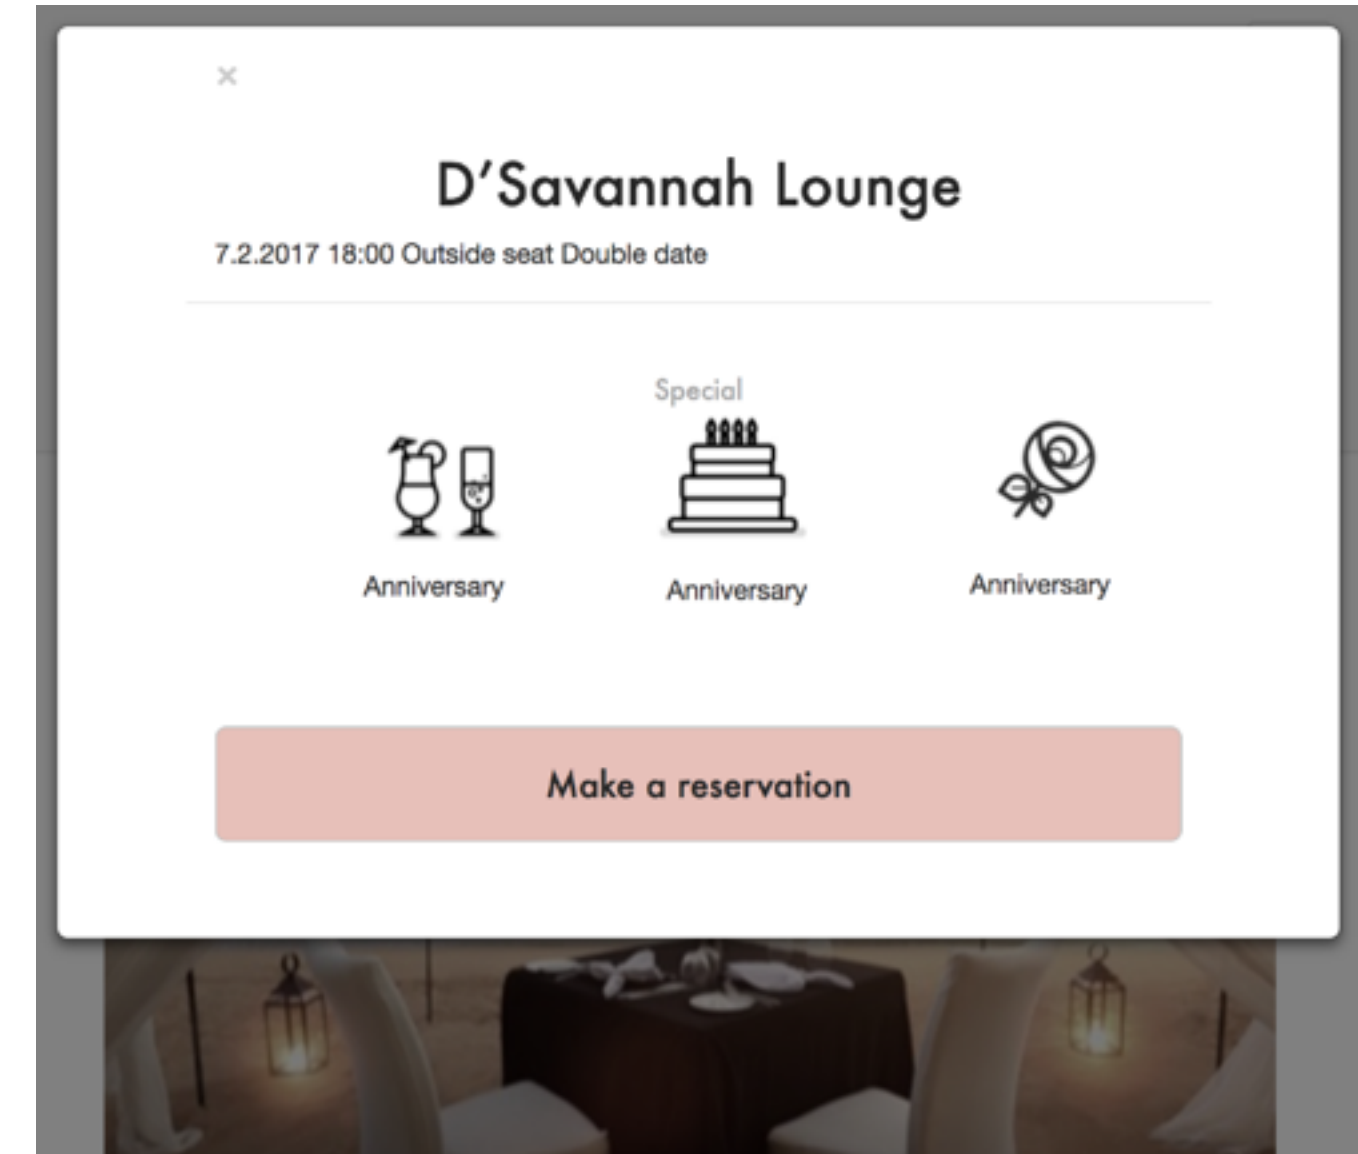 ×
D′Savannah Lounge
7.2.2017 18:00 Outside seat Double date
Special
Anniversary
Anniversary
Anniversary
Make a reservation